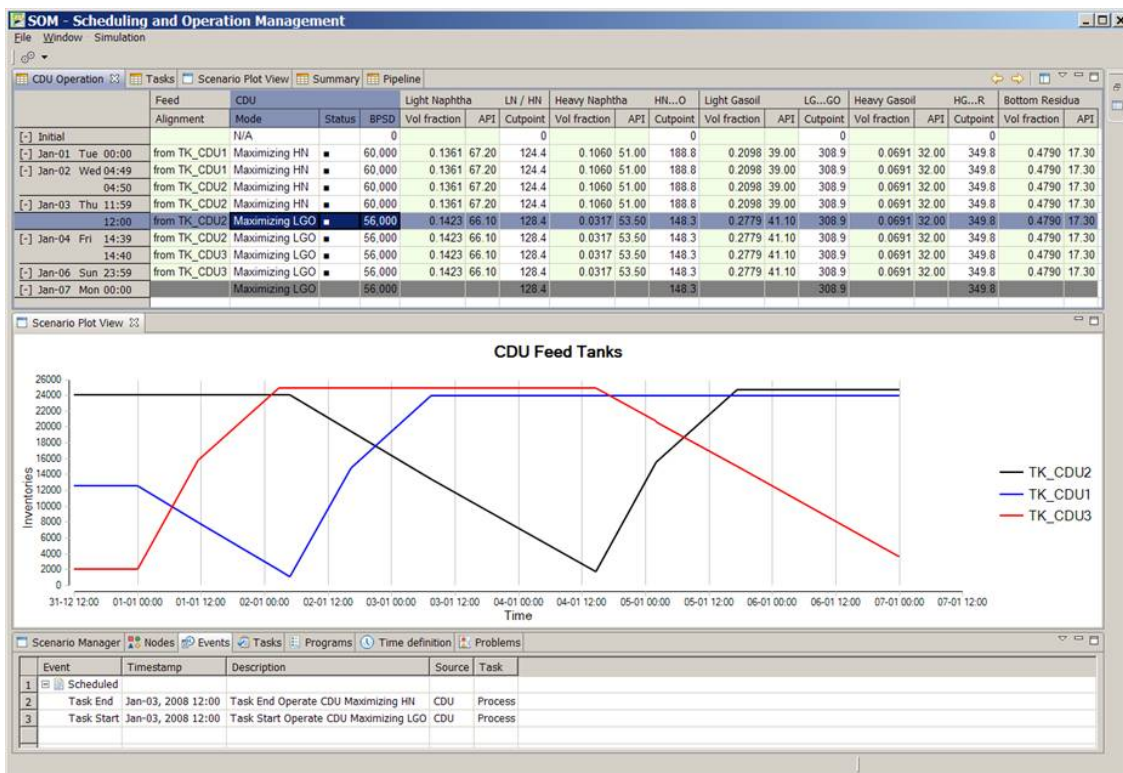 SOM - Scheduling and Operation Management
File Window Simulation
CDU Operation Tasks Scenario Plot View Summary Pipeline
Feed CDU Light Naphtha LN / HN Heavy Naphtha HN...O Light Gasoil LG...GO Heavy Gasoil HG...R Bottom Residua
Alignment Mode Status BPSD Vol fraction API Cutpoint Vol fraction API Cutpoint Vol fraction API Cutpoint Vol fraction API Cutpoint Vol fraction API
[-] Initial N/A 0 0 0 0 0
[-] Jan-01 Tue 00:00 from TK_CDU1 Maximizing HN ■ 60,000 0.1361 67.20 124.4 0.1060 51.00 188.8 0.2098 39.00 308.9 0.0691 32.00 349.8 0.4790 17.30
[-] Jan-02 Wed 04:49 from TK_CDU1 Maximizing HN ■ 60,000 0.1361 67.20 124.4 0.1060 51.00 188.8 0.2098 39.00 308.9 0.0691 32.00 349.8 0.4790 17.30
04:50 from TK_CDU2 Maximizing HN ■ 60,000 0.1361 67.20 124.4 0.1060 51.00 188.8 0.2098 39.00 308.9 0.0691 32.00 349.8 0.4790 17.30
[-] Jan-03 Thu 11:59 from TK_CDU2 Maximizing HN ■ 60,000 0.1361 67.20 124.4 0.1060 51.00 188.8 0.2098 39.00 308.9 0.0691 32.00 349.8 0.4790 17.30
12:00 from TK_CDU2 Maximizing LGO ■ 56,000 0.1423 66.10 128.4 0.0317 53.50 148.3 0.2779 41.10 308.9 0.0691 32.00 349.8 0.4790 17.30
[-] Jan-04 Fri 14:39 from TK_CDU2 Maximizing LGO ■ 56,000 0.1423 66.10 128.4 0.0317 53.50 148.3 0.2779 41.10 308.9 0.0691 32.00 349.8 0.4790 17.30
14:40 from TK_CDU3 Maximizing LGO ■ 56,000 0.1423 66.10 128.4 0.0317 53.50 148.3 0.2779 41.10 308.9 0.0691 32.00 349.8 0.4790 17.30
[-] Jan-06 Sun 23:59 from TK_CDU3 Maximizing LGO ■ 56,000 0.1423 66.10 128.4 0.0317 53.50 148.3 0.2779 41.10 308.9 0.0691 32.00 349.8 0.4790 17.30
[-] Jan-07 Mon 00:00 Maximizing LGO 56,000 128.4 148.3 308.9 349.8
Scenario Plot View
CDU Feed Tanks
26000
24000
22000
20000
18000
16000
14000
12000
10000
8000
6000
4000
2000
0
Inventories
TK_CDU2
TK_CDU1
TK_CDU3
31-12 12:00 01-01 00:00 01-01 12:00 02-01 00:00 02-01 12:00 03-01 00:00 03-01 12:00 04-01 00:00 04-01 12:00 05-01 00:00 05-01 12:00 06-01 00:00 06-01 12:00 07-01 00:00 07-01 12:00
Time
Scenario Manager Nodes Events Tasks Programs Time definition Problems
Event Timestamp Description Source Task
1 Scheduled
2 Task End Jan-03, 2008 12:00 Task End Operate CDU Maximizing HN CDU Process
3 Task Start Jan-03, 2008 12:00 Task Start Operate CDU Maximizing LGO CDU Process